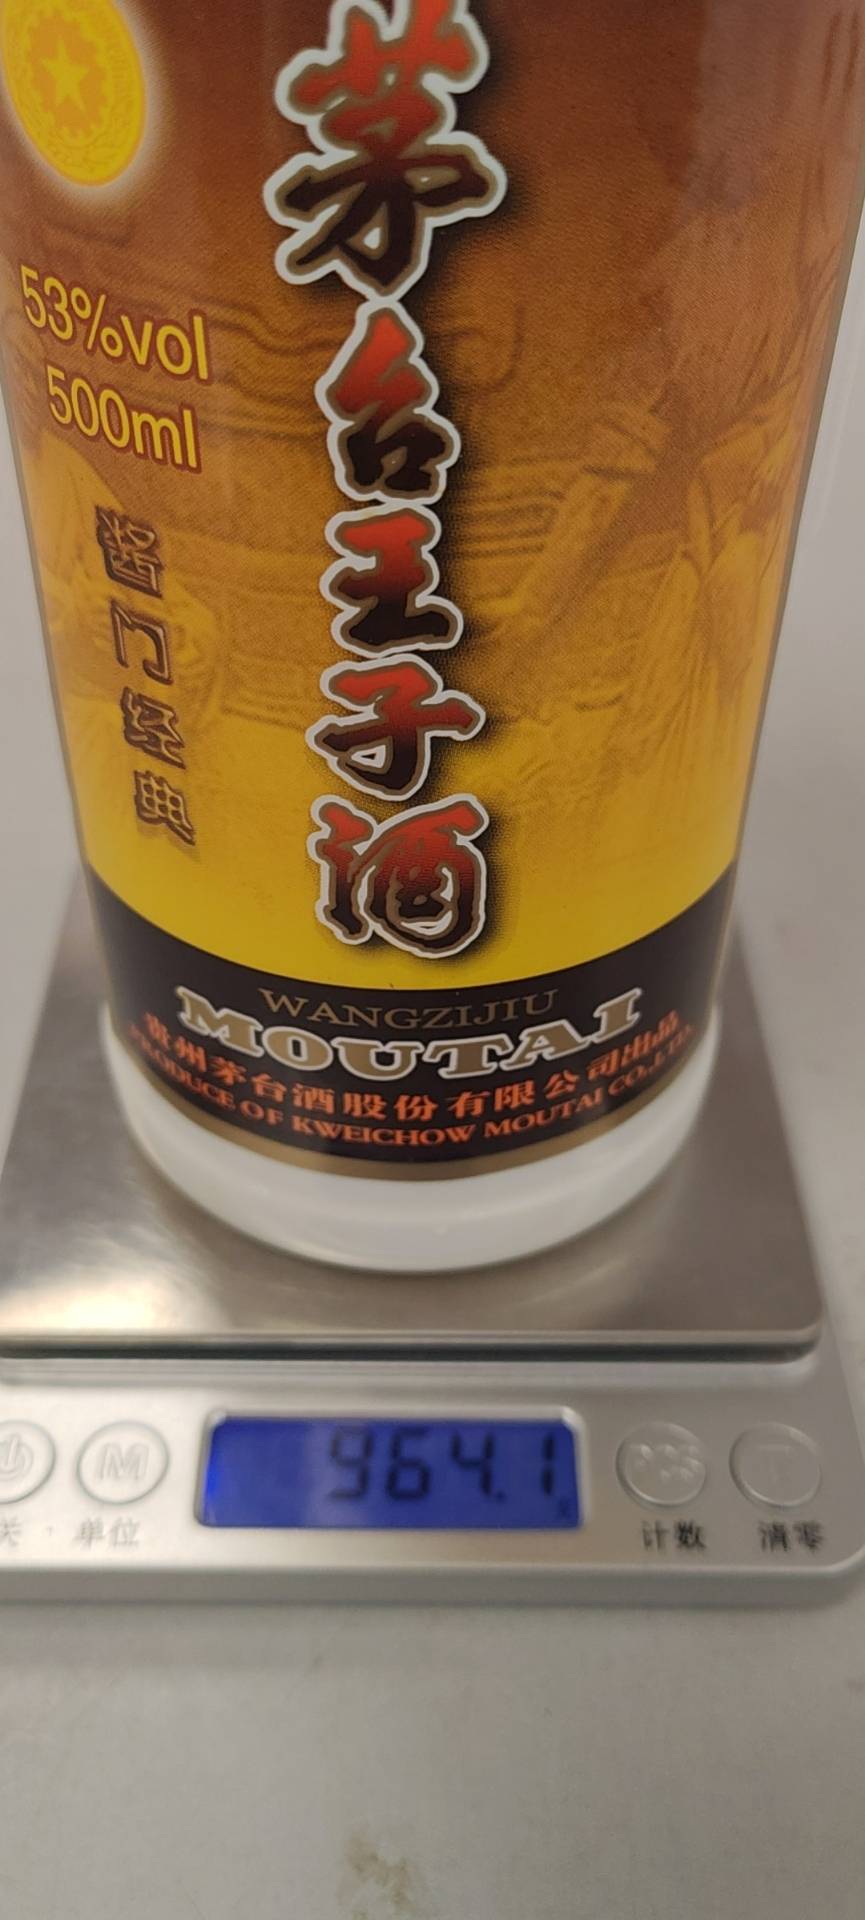 茅台王子酒
53%vol
500ml
酱门经典
WANGZIJIU
MOUTAI
贵州茅台酒股份有限公司出品
PRODUCE OF KWEICHOW MOUTAI CO.,LTD.
964.1
M
关
单位
计数
清零